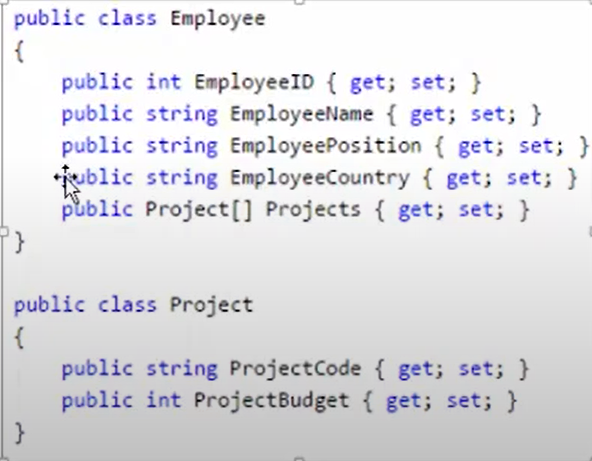 public class Employee
{
public int EmployeeID { get; set; }
public string EmployeeName { get; set; }
public string EmployeePosition { get; set; }
public string EmployeeCountry { get; set; }
public Project[] Projects { get; set; }
}
public class Project
{
public string ProjectCode { get; set; }
public int ProjectBudget { get; set; }
}